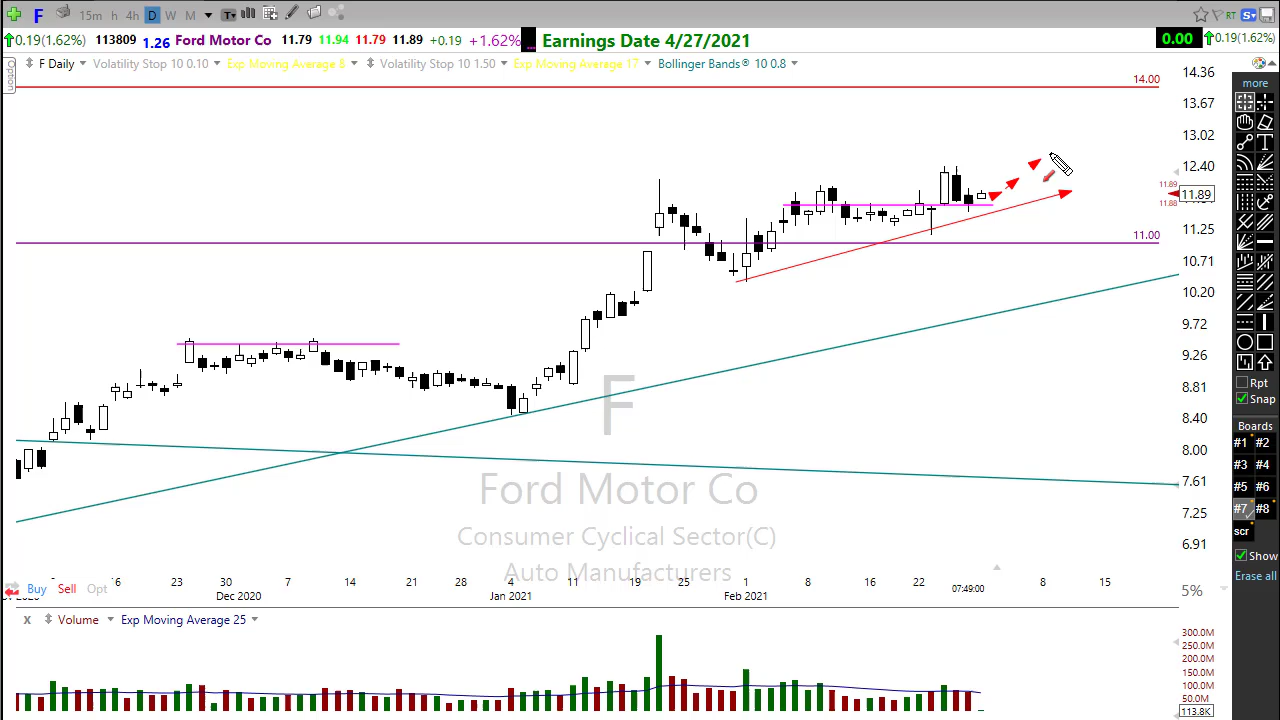 F 15m h 4h D W M T RT S
0.19(1.62%) 113809 1.26 Ford Motor Co 11.79 11.94 11.79 11.89 +0.19 +1.62% ... Earnings Date 4/27/2021 0.00 0.19(1.62%)
Option F Daily Volatility Stop 10 0.10 Exp Moving Average 8 Volatility Stop 10 1.50 Exp Moving Average 17 Bollinger Bands® 10 0.8
more
14.00
11.00
14.36
13.67
13.02
12.40
11.89
11.89
11.88
11.25
10.71
10.20
9.72
9.26
8.81
8.40
8.00
7.61
7.25
6.91
5%
T
Rpt
Snap
Boards
#1 #2
#3 #4
#5 #6
#7 #8
scr
Show
Erase all
F
Ford Motor Co
Consumer Cyclical Sector(C)
Auto Manufacturers
Buy Sell Opt
6 23 30 7 14 21 28 4 11 19 25 1 8 16 22 8 15
2020 Dec 2020 Jan 2021 Feb 2021 07:49:00
X Volume Exp Moving Average 25
300.0M
250.0M
200.0M
150.0M
100.0M
50.0M
113.8K